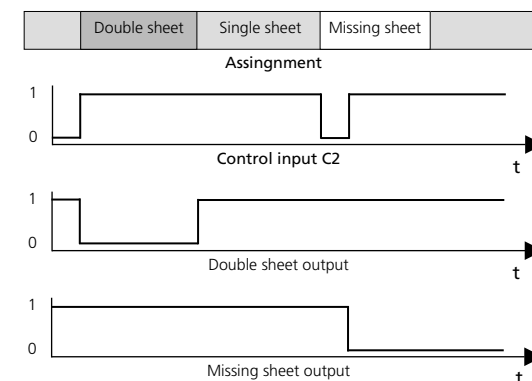 Double sheet Single sheet Missing sheet
Assingnment
1
0
Control input C2
t
1
0
Double sheet output
t
1
0
Missing sheet output
t